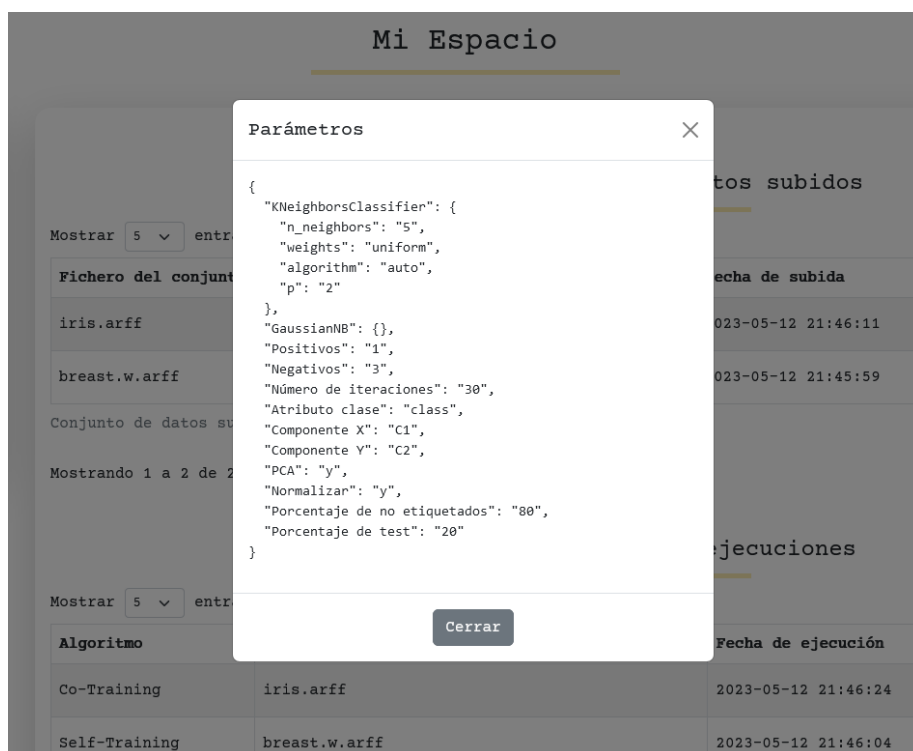 Mi Espacio
Parámetros
tos subidos
Mostrar 5 entr
Fichero del conjunt
echa de subida
iris.arff
023-05-12 21:46:11
breast.w.arff
023-05-12 21:45:59
Conjunto de datos su
Mostrando 1 a 2 de 2
{
"KNeighborsClassifier": {
"n_neighbors": "5",
"weights": "uniform",
"algorithm": "auto",
"p": "2"
},
"GaussianNB": {},
"Positivos": "1",
"Negativos": "3",
"Número de iteraciones": "30",
"Atributo clase": "class",
"Componente X": "C1",
"Componente Y": "C2",
"PCA": "y",
"Normalizar": "y",
"Porcentaje de no etiquetados": "80",
"Porcentaje de test": "20"
}
Cerrar
ejecuciones
Mostrar 5 entr
Algoritmo
Fecha de ejecución
Co-Training iris.arff 2023-05-12 21:46:24
Self-Training breast.w.arff 2023-05-12 21:46:04